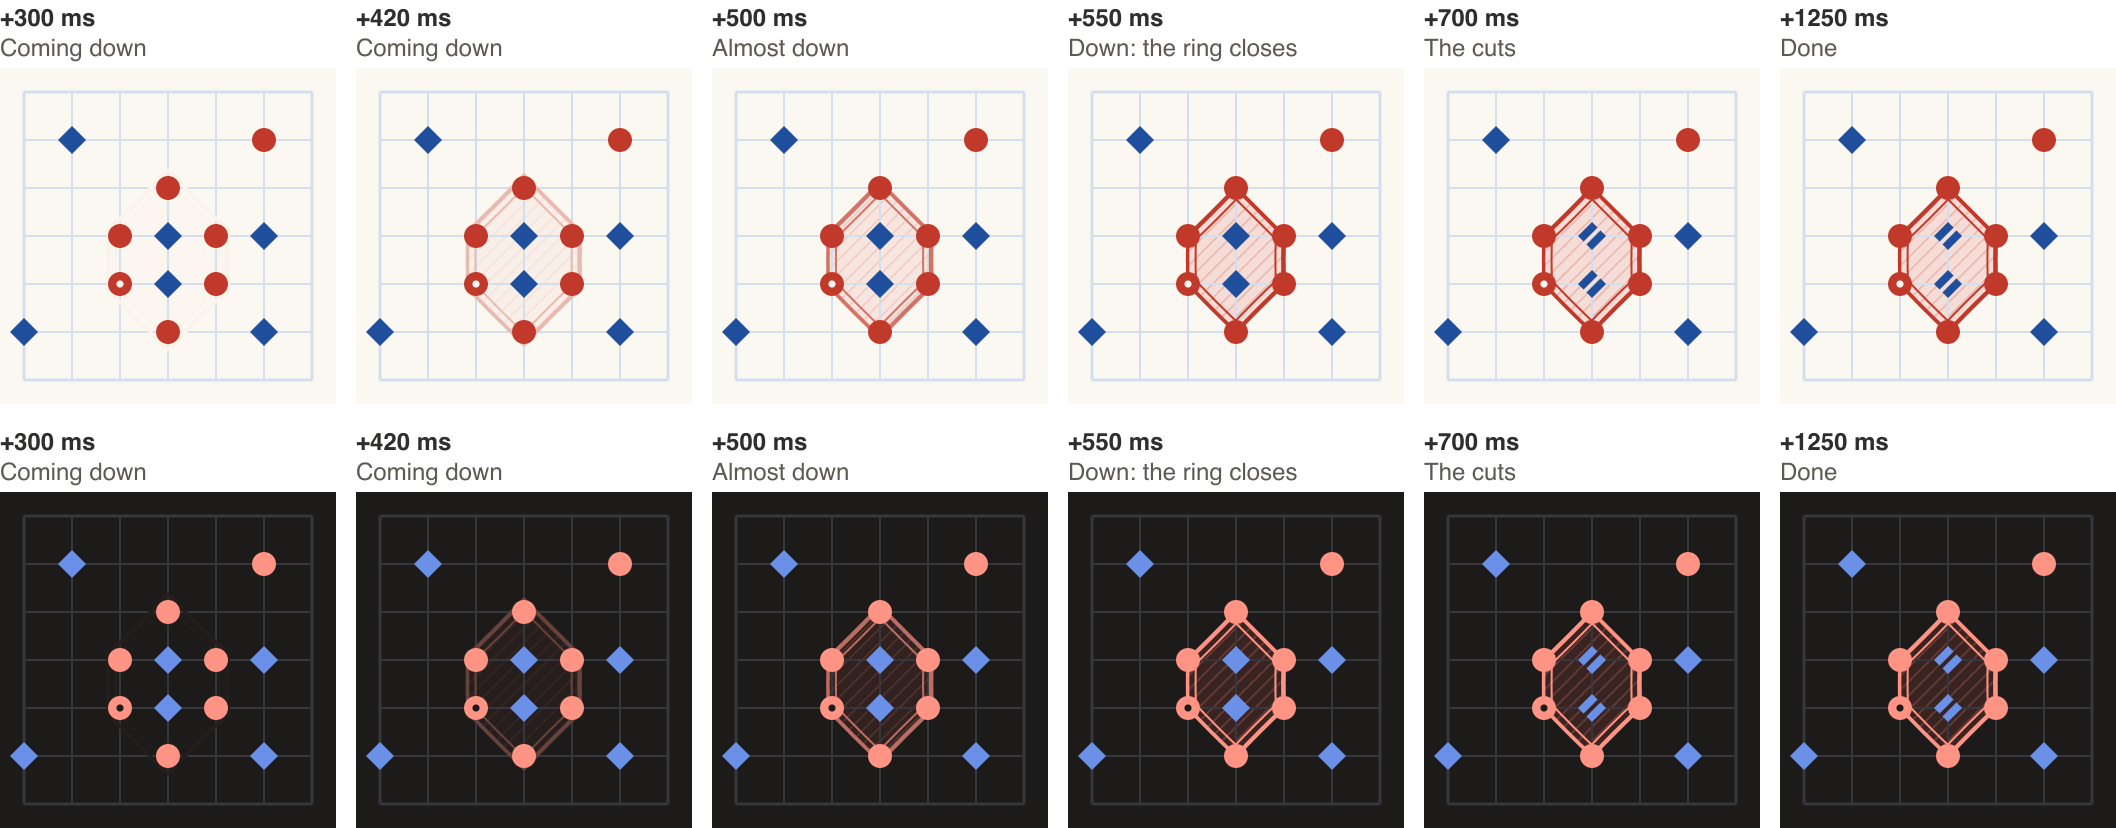 +300 ms
Coming down
+420 ms
Coming down
+500 ms
Almost down
+550 ms
Down: the ring closes
+700 ms
The cuts
+1250 ms
Done
+300 ms
Coming down
+420 ms
Coming down
+500 ms
Almost down
+550 ms
Down: the ring closes
+700 ms
The cuts
+1250 ms
Done